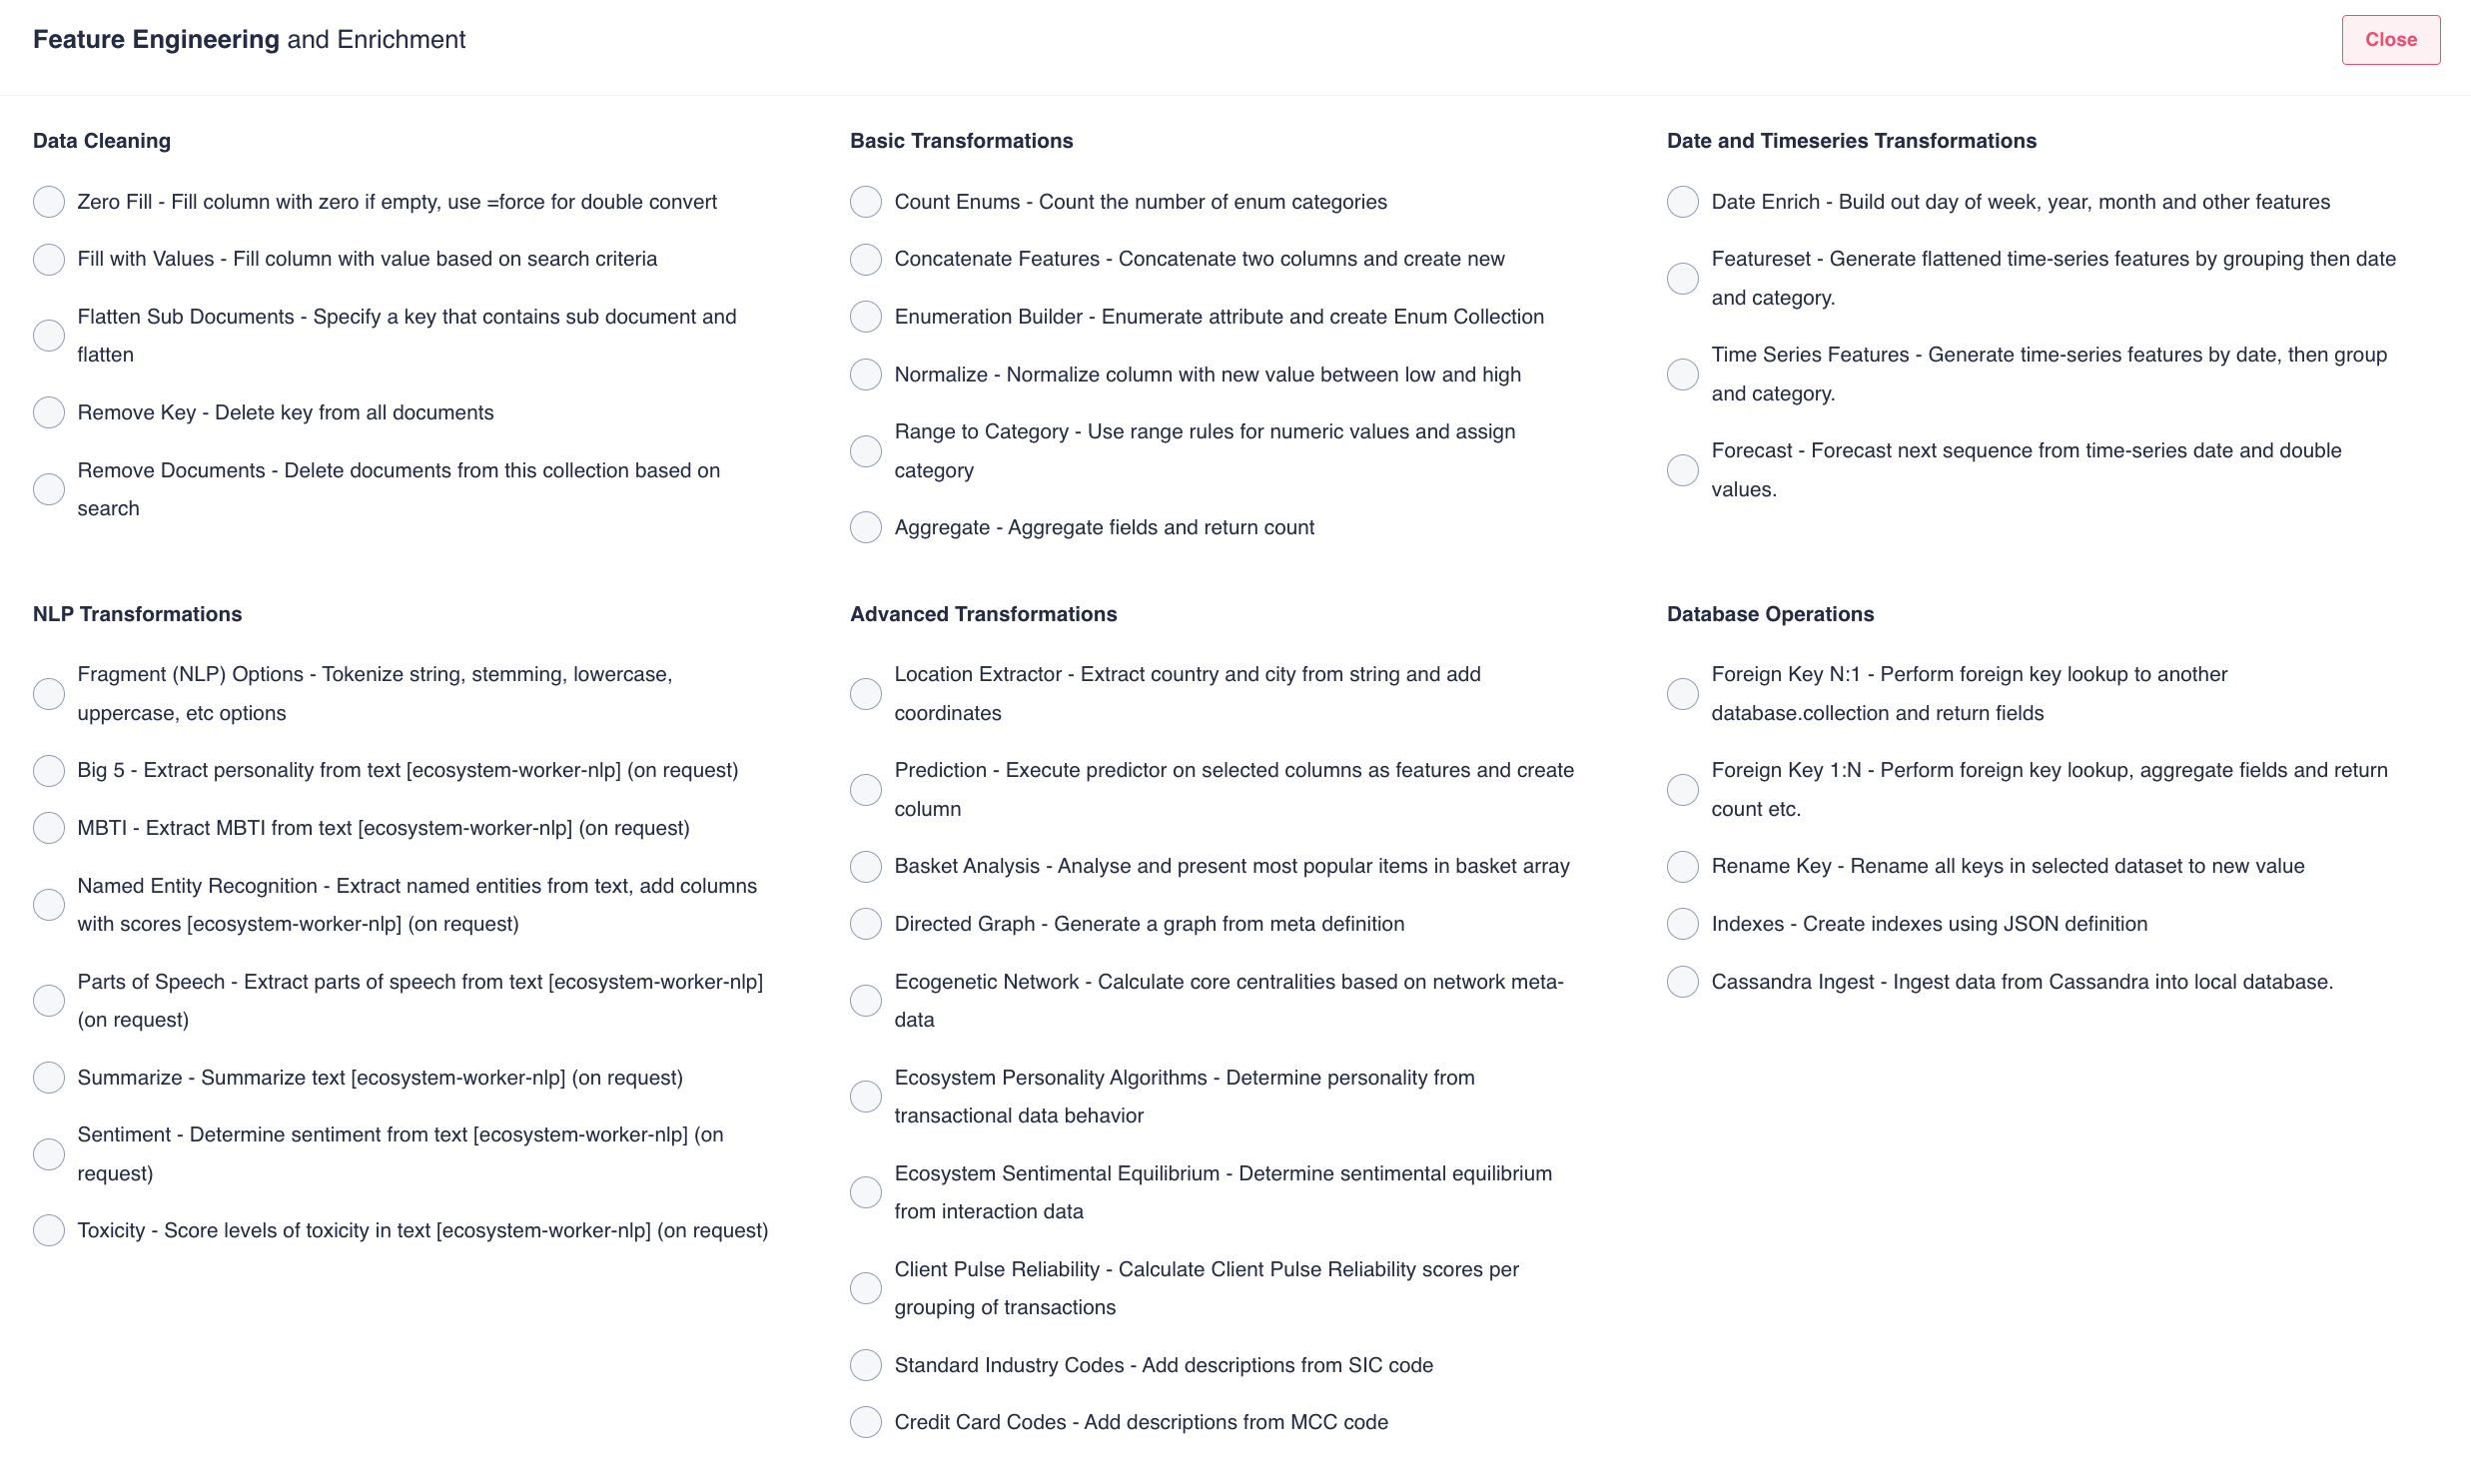 Feature Engineering and Enrichment
Close
Data Cleaning
Zero Fill - Fill column with zero if empty, use =force for double convert
Fill with Values - Fill column with value based on search criteria
Flatten Sub Documents - Specify a key that contains sub document and
flatten
Remove Key - Delete key from all documents
Remove Documents - Delete documents from this collection based on
search
Basic Transformations
Count Enums - Count the number of enum categories
Concatenate Features - Concatenate two columns and create new
Enumeration Builder - Enumerate attribute and create Enum Collection
Normalize - Normalize column with new value between low and high
Range to Category - Use range rules for numeric values and assign
category
Aggregate - Aggregate fields and return count
Date and Timeseries Transformations
Date Enrich - Build out day of week, year, month and other features
Featureset - Generate flattened time-series features by grouping then date
and category.
Time Series Features - Generate time-series features by date, then group
and category.
Forecast - Forecast next sequence from time-series date and double
values.
NLP Transformations
Fragment (NLP) Options - Tokenize string, stemming, lowercase,
uppercase, etc options
Big 5 - Extract personality from text [ecosystem-worker-nlp] (on request)
MBTI - Extract MBTI from text [ecosystem-worker-nlp] (on request)
Named Entity Recognition - Extract named entities from text, add columns
with scores [ecosystem-worker-nlp] (on request)
Parts of Speech - Extract parts of speech from text [ecosystem-worker-nlp]
(on request)
Summarize - Summarize text [ecosystem-worker-nlp] (on request)
Sentiment - Determine sentiment from text [ecosystem-worker-nlp] (on
request)
Toxicity - Score levels of toxicity in text [ecosystem-worker-nlp] (on request)
Advanced Transformations
Location Extractor - Extract country and city from string and add
coordinates
Prediction - Execute predictor on selected columns as features and create
column
Basket Analysis - Analyse and present most popular items in basket array
Directed Graph - Generate a graph from meta definition
Ecogenetic Network - Calculate core centralities based on network meta-
data
Ecosystem Personality Algorithms - Determine personality from
transactional data behavior
Ecosystem Sentimental Equilibrium - Determine sentimental equilibrium
from interaction data
Client Pulse Reliability - Calculate Client Pulse Reliability scores per
grouping of transactions
Standard Industry Codes - Add descriptions from SIC code
Credit Card Codes - Add descriptions from MCC code
Database Operations
Foreign Key N:1 - Perform foreign key lookup to another
database.collection and return fields
Foreign Key 1:N - Perform foreign key lookup, aggregate fields and return
count etc.
Rename Key - Rename all keys in selected dataset to new value
Indexes - Create indexes using JSON definition
Cassandra Ingest - Ingest data from Cassandra into local database.